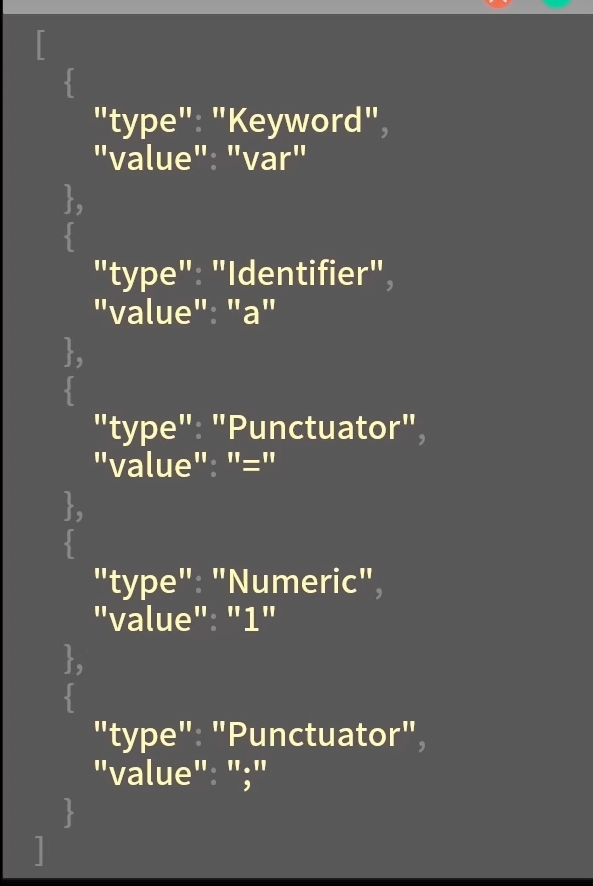 [
{
"type": "Keyword",
"value": "var"
},
{
"type": "Identifier",
"value": "a"
},
{
"type": "Punctuator",
"value": "="
},
{
"type": "Numeric",
"value": "1"
},
{
"type": "Punctuator",
"value": ";"
}
]